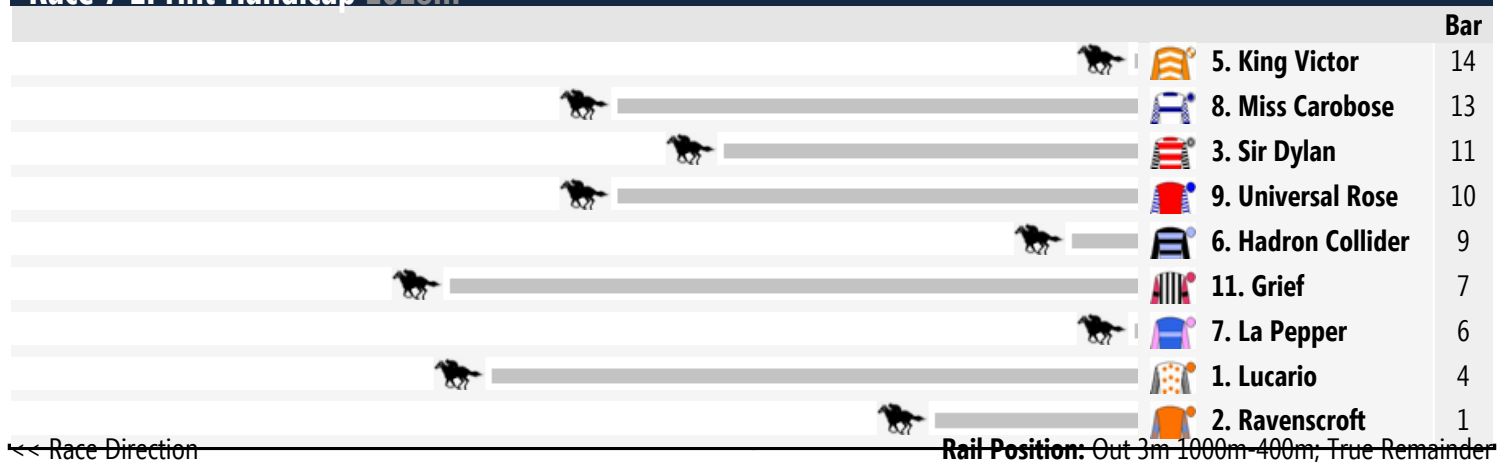 Bar
5. King Victor 14
8. Miss Carobose 13
3. Sir Dylan 11
9. Universal Rose 10
6. Hadron Collider 9
11. Grief 7
7. La Pepper 6
1. Lucario 4
2. Ravenscroft 1
<< Race Direction Rail Position: Out 3m 1000m-400m; True Remainder